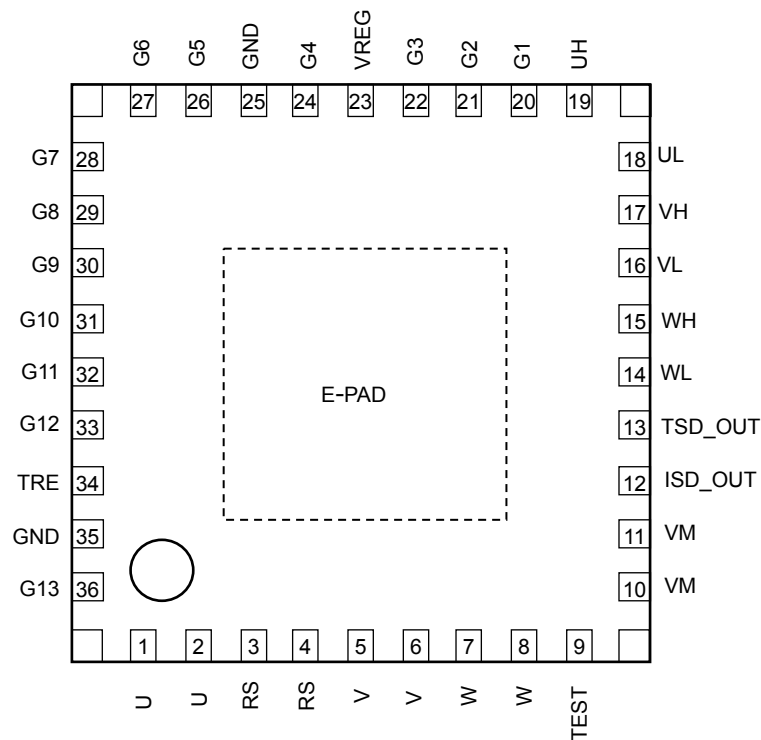 G6 G5 GND G4 VREG G3 G2 G1 UH
27 26 25 24 23 22 21 20 19
G7 28 18 UL
G8 29 17 VH
G9 30 16 VL
G10 31 15 WH
G11 32 14 WL
E-PAD
G12 33 13 TSD_OUT
TRE 34 12 ISD_OUT
GND 35 11 VM
G13 36 10 VM
1 2 3 4 5 6 7 8 9
U U RS RS V V W W TEST